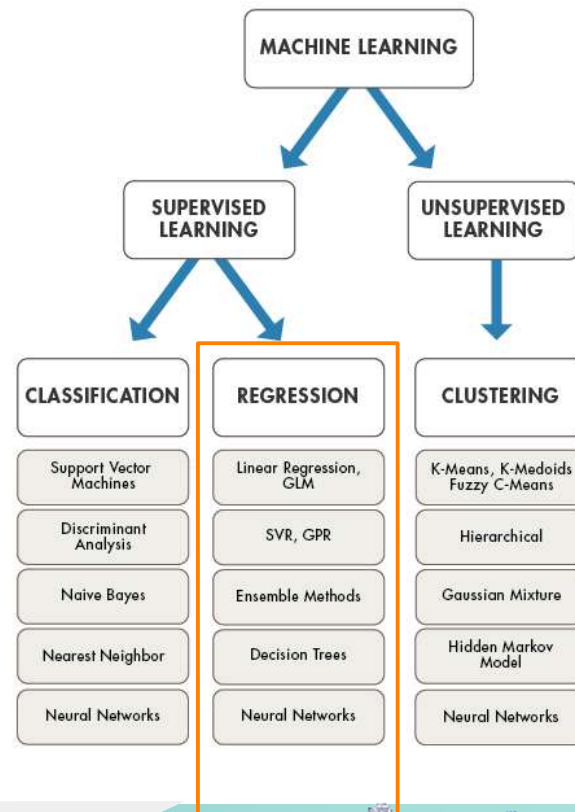 MACHINE LEARNING
SUPERVISED
LEARNING
UNSUPERVISED
LEARNING
CLASSIFICATION
Support Vector
Machines
Discriminant
Analysis
Naive Bayes
Nearest Neighbor
Neural Networks
REGRESSION
Linear Regression,
GLM
SVR, GPR
Ensemble Methods
Decision Trees
Neural Networks
CLUSTERING
K-Means, K-Medoids
Fuzzy C-Means
Hierarchical
Gaussian Mixture
Hidden Markov
Model
Neural Networks